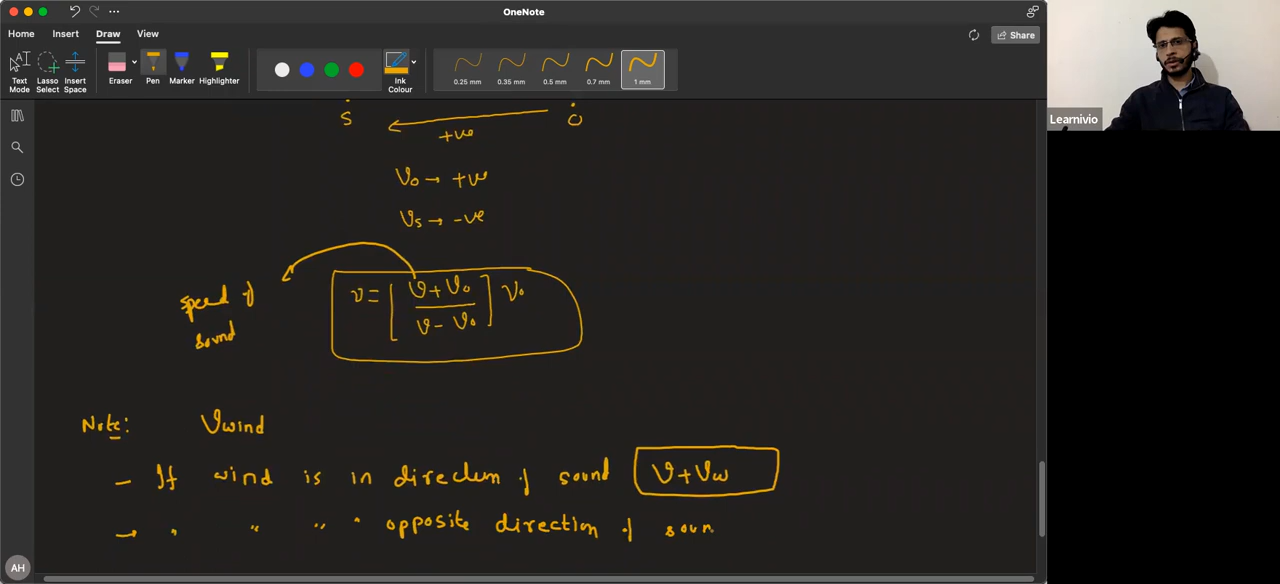 OneNote
Home Insert Draw View
Share
Text Mode
Lasso Select
Insert Space
Eraser
Pen
Marker
Highlighter
Ink Colour
0.25 mm
0.35 mm
0.5 mm
0.7 mm
1 mm
Learnivio
S O
+ve
Vo → +ve
Vs → -ve
ν = [ V + Vo / V - Vo ] ν₀
speed of
sound
Note: Vwind
- If wind is in direction of sound V+Vw
→ " " " " opposite direction of soun
AH